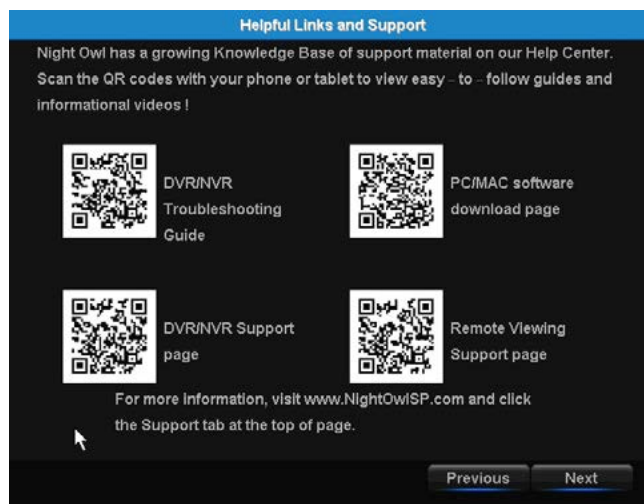 Helpful Links and Support
Night Owl has a growing Knowledge Base of support material on our Help Center.
Scan the QR codes with your phone or tablet to view easy - to - follow guides and
informational videos !
DVR/NVR
Troubleshooting
Guide
PC/MAC software
download page
DVR/NVR Support
page
Remote Viewing
Support page
For more information, visit www.NightOwlSP.com and click
the Support tab at the top of page.
Previous
Next